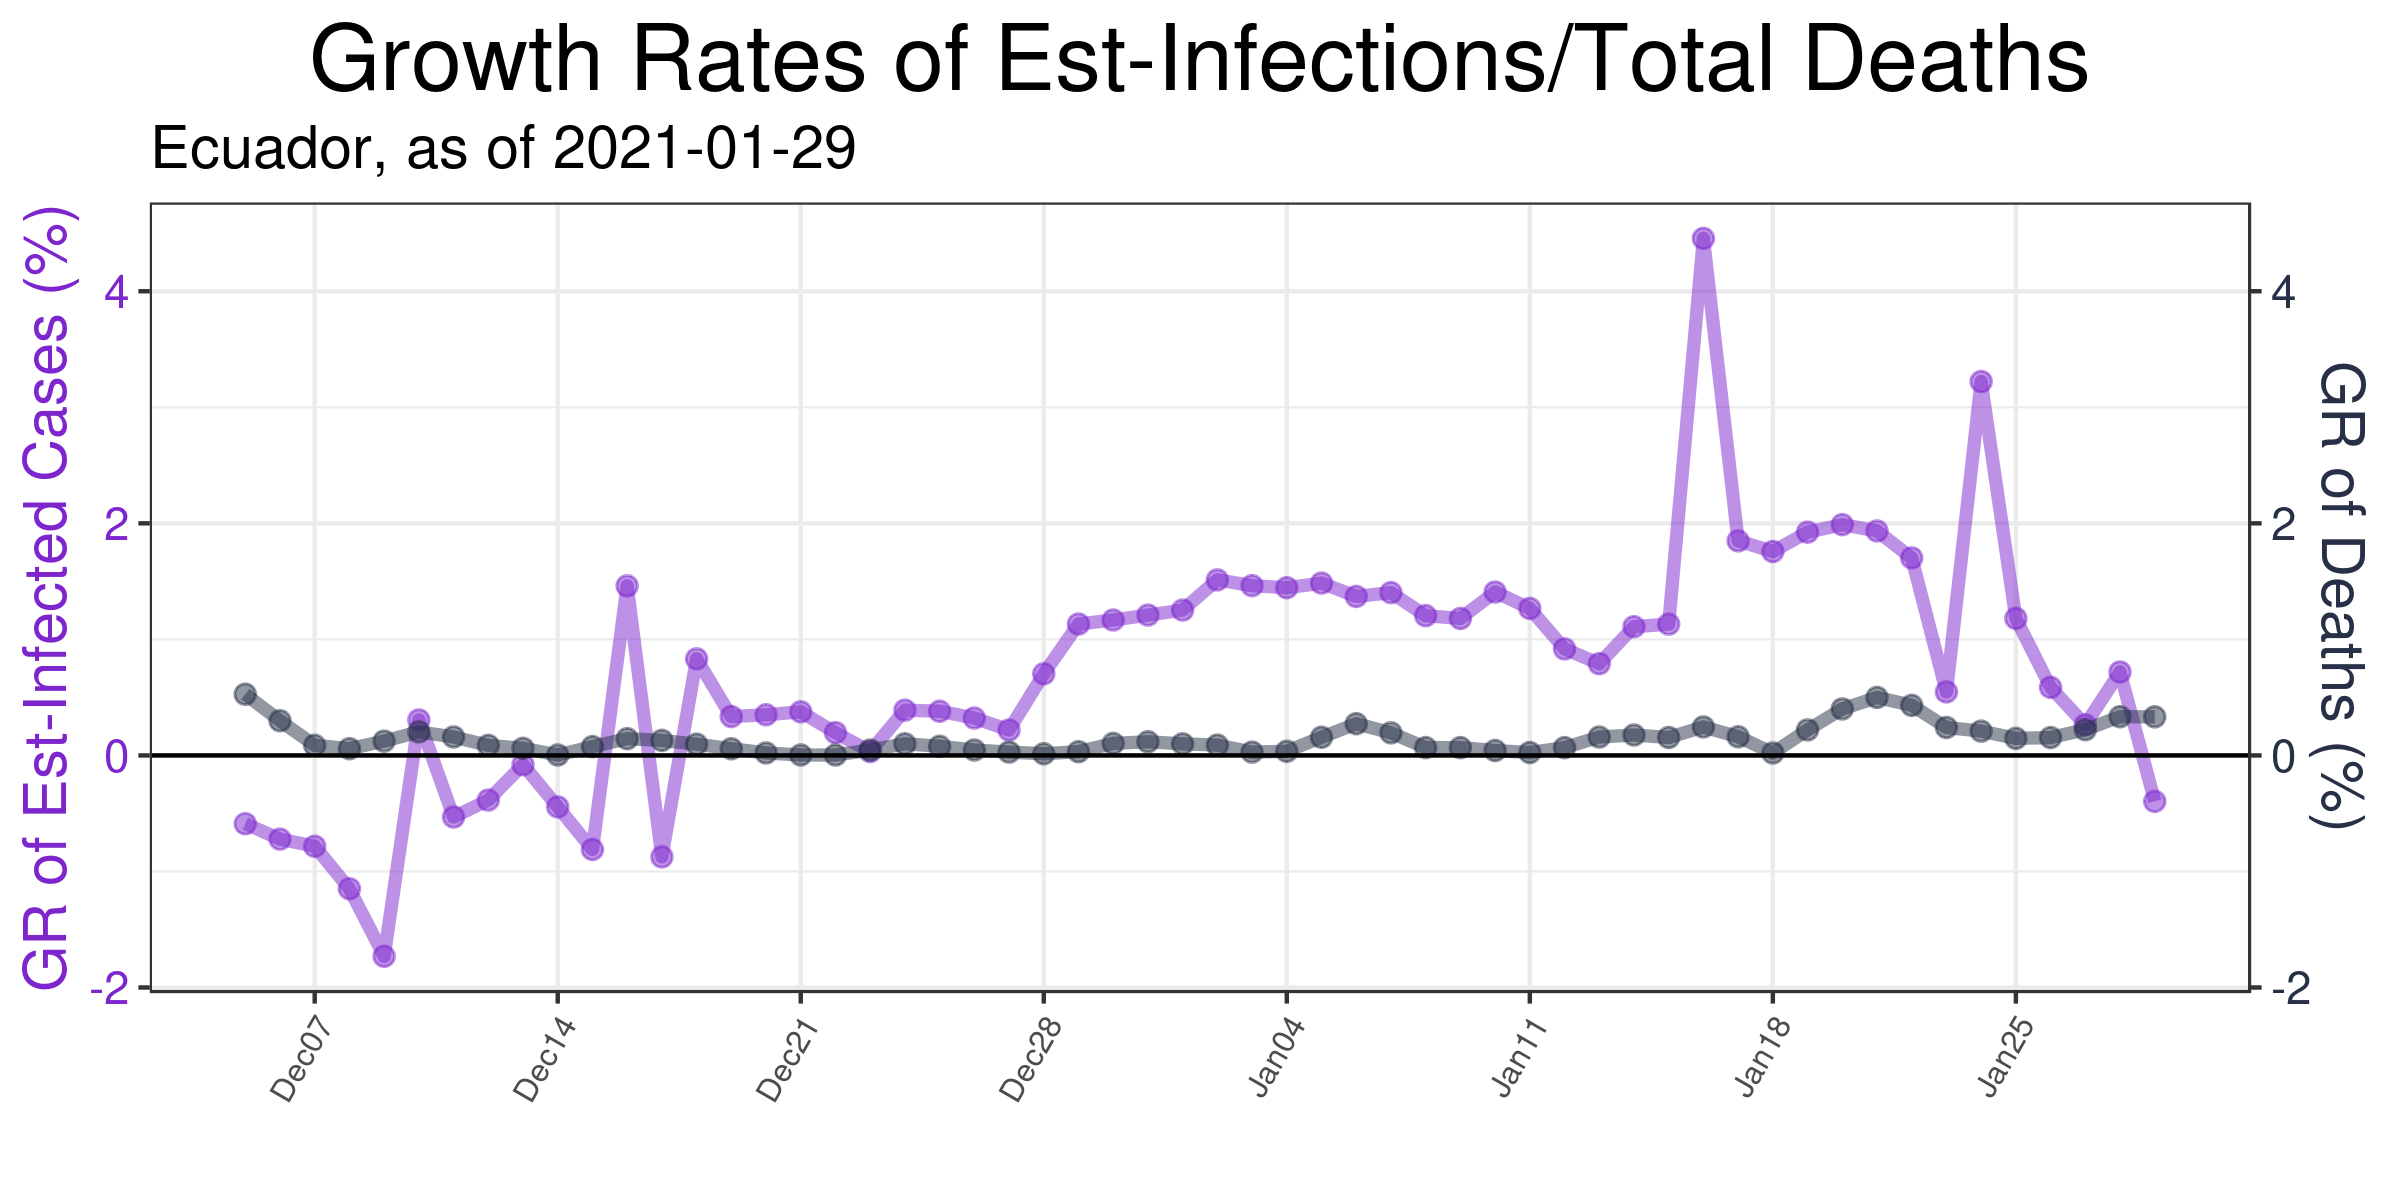 Growth Rates of Est-Infections/Total Deaths
Ecuador, as of 2021-01-29
GR of Est-Infected Cases (%)
4
2
0
-2
4
2
0
-2
GR of Deaths (%)
Dec07
Dec14
Dec21
Dec28
Jan04
Jan11
Jan18
Jan25